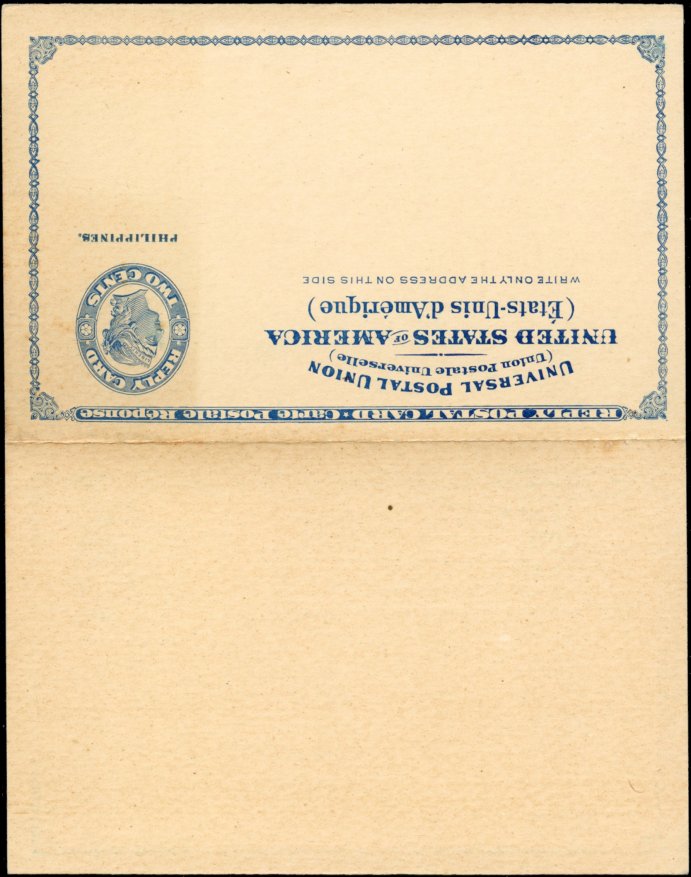 REPLY POSTAL CARD · Carte Postale Réponse
UNIVERSAL POSTAL UNION
(Union Postale Universelle)
UNITED STATES OF AMERICA
(États-Unis d'Amérique)
WRITE ONLY THE ADDRESS ON THIS SIDE
REPLY CARD
TWO CENTS
PHILIPPINES.